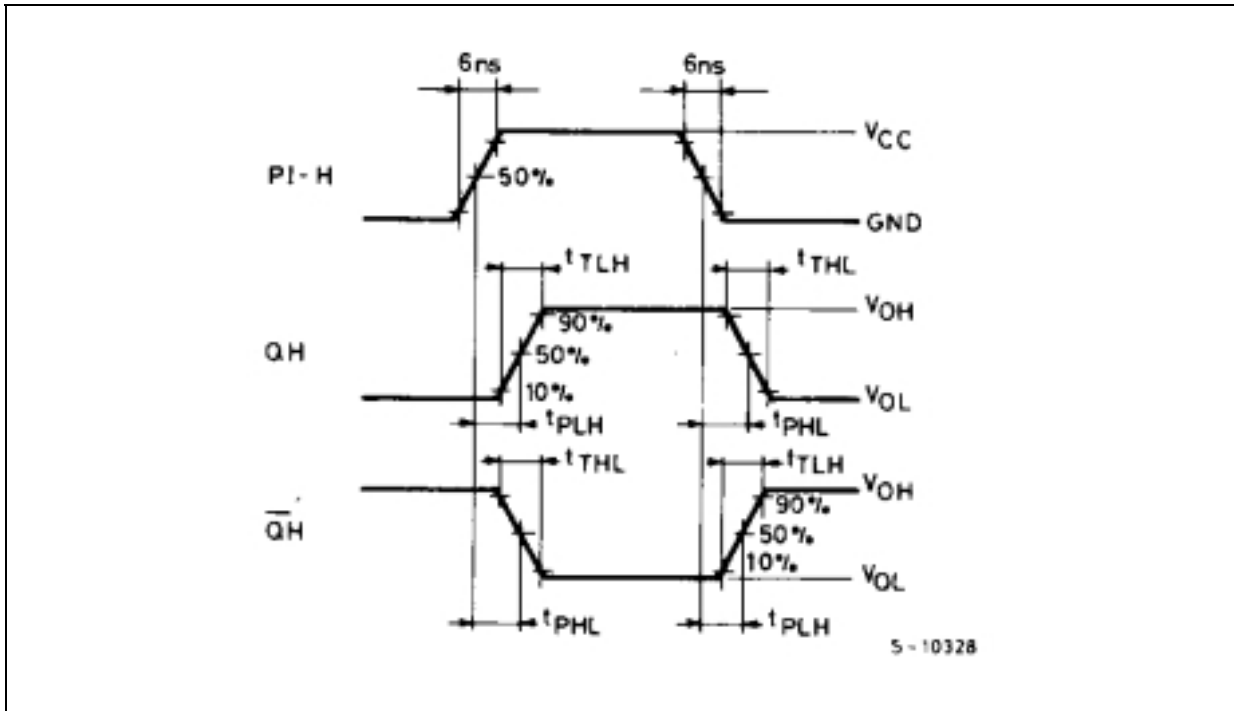 6ns 6ns
VCC
PI-H 50%
GND
tTLH tTHL
90% VOH
QH 50%
10% VOL
tPLH tPHL
tTHL tTLH
VOH
90%
Q̅H 50%
10%
VOL
tPHL tPLH
S-10328